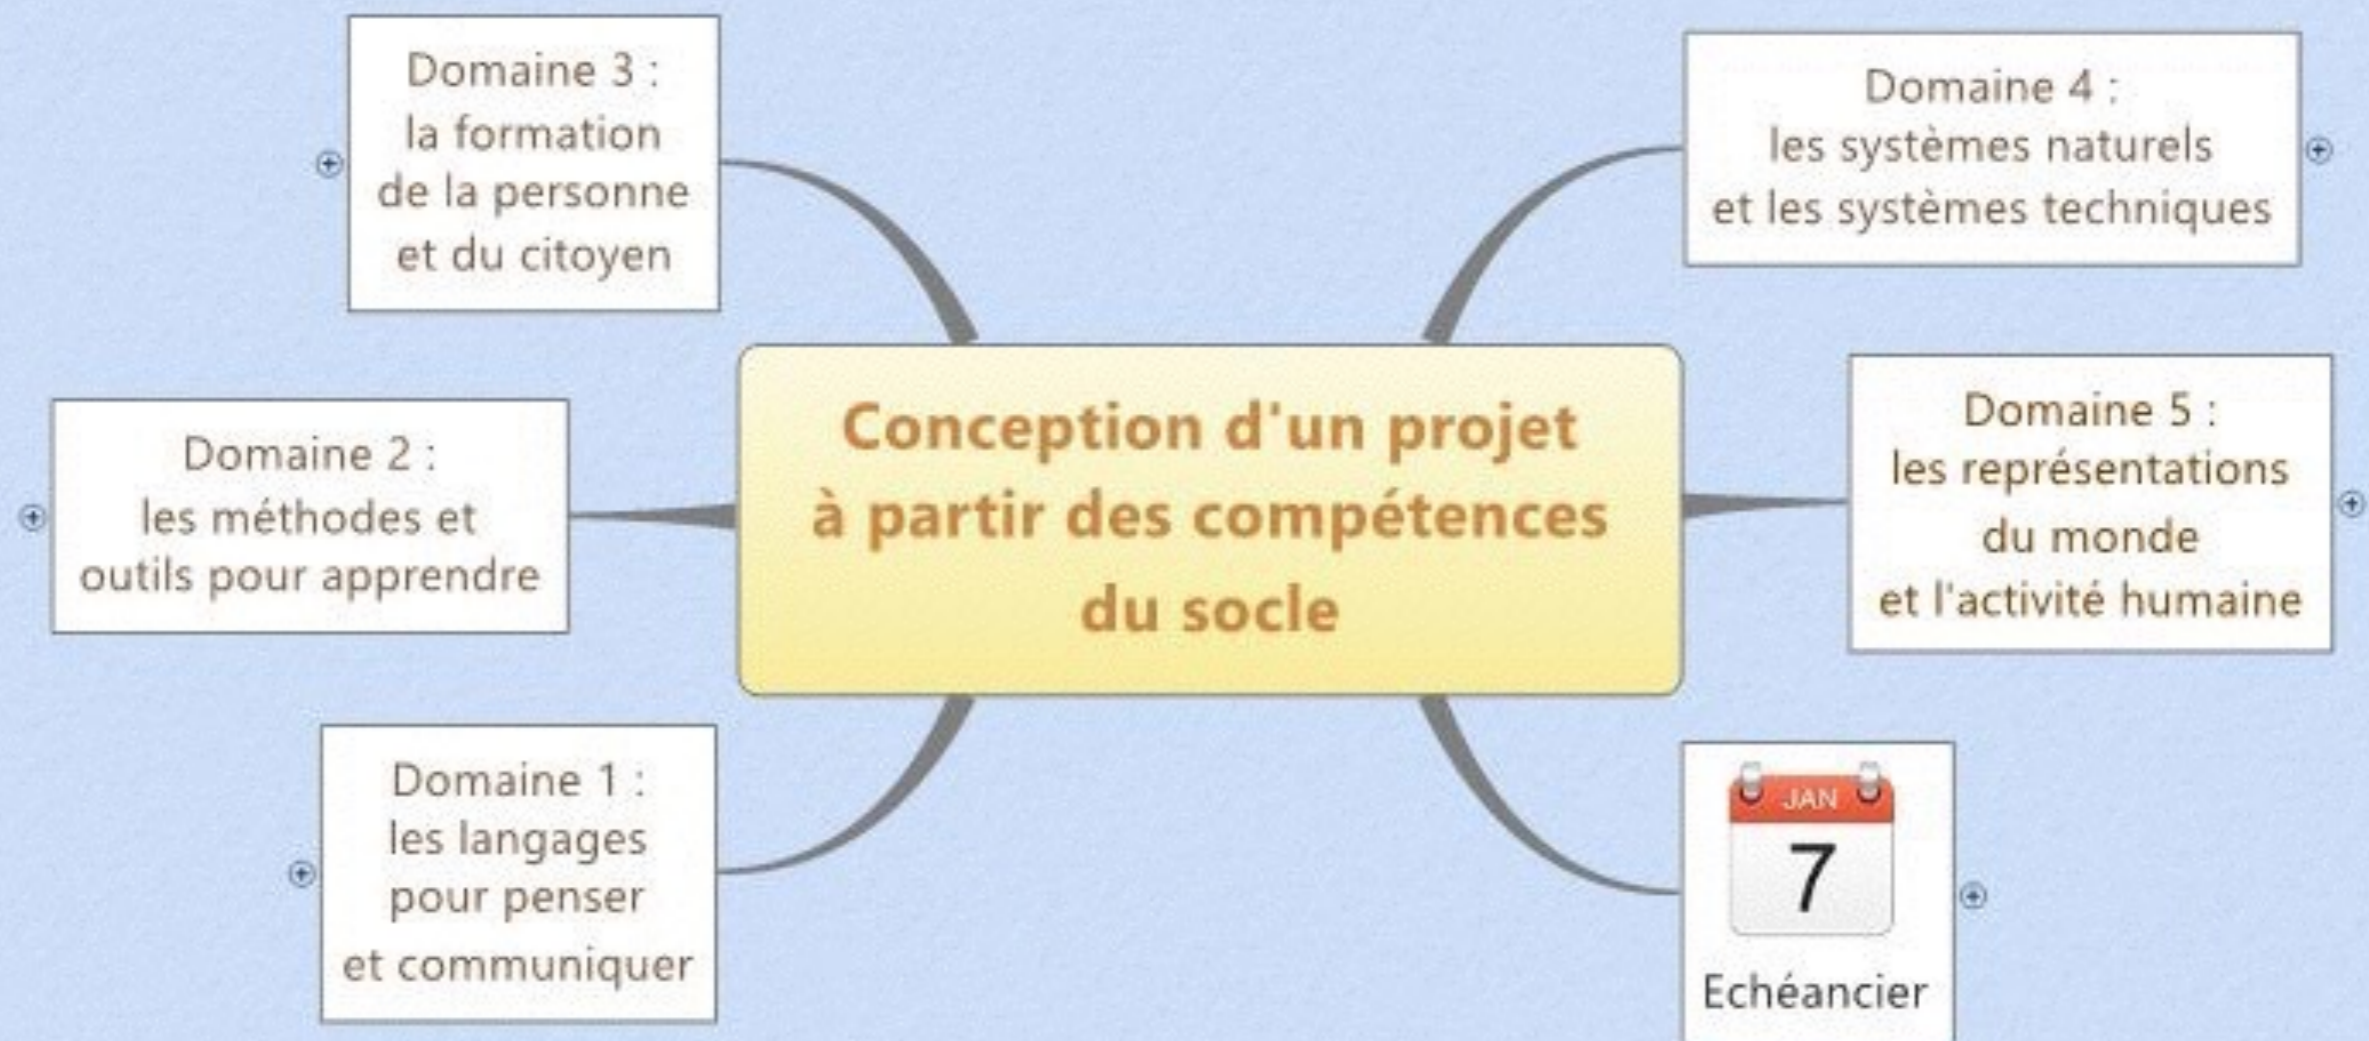 Domaine 3 :
la formation
de la personne
et du citoyen
Domaine 4 :
les systèmes naturels
et les systèmes techniques
Domaine 2 :
les méthodes et
outils pour apprendre
Conception d'un projet
à partir des compétences
du socle
Domaine 5 :
les représentations
du monde
et l'activité humaine
Domaine 1 :
les langages
pour penser
et communiquer
JAN
7
Echéancier